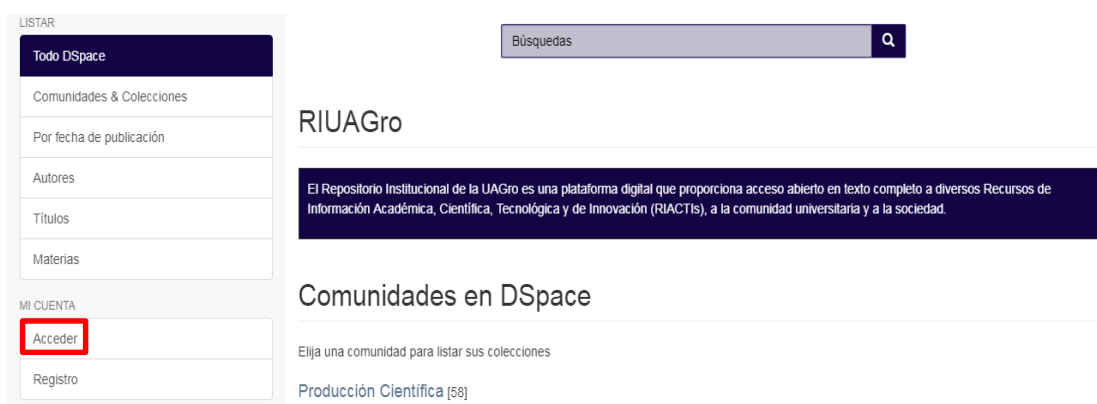 LISTAR
Todo DSpace
Comunidades & Colecciones
Por fecha de publicación
Autores
Títulos
Materias
MI CUENTA
Acceder
Registro
Búsquedas
RIUAGro
El Repositorio Institucional de la UAGro es una plataforma digital que proporciona acceso abierto en texto completo a diversos Recursos de
Información Académica, Científica, Tecnológica y de Innovación (RIACTIs), a la comunidad universitaria y a la sociedad.
Comunidades en DSpace
Elija una comunidad para listar sus colecciones
Producción Científica [58]